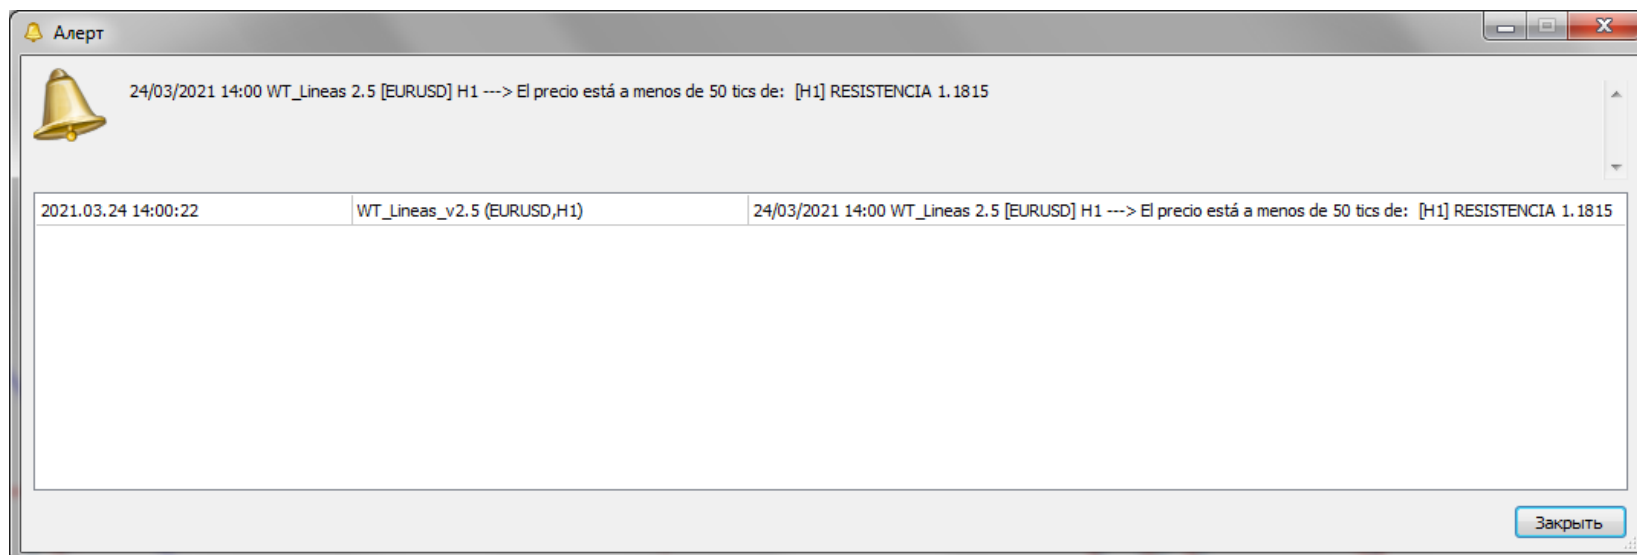 Алерт
24/03/2021 14:00 WT_Lineas 2.5 [EURUSD] H1 ---> El precio está a menos de 50 tics de:  [H1] RESISTENCIA 1.1815
2021.03.24 14:00:22 WT_Lineas_v2.5 (EURUSD,H1) 24/03/2021 14:00 WT_Lineas 2.5 [EURUSD] H1 ---> El precio está a menos de 50 tics de:  [H1] RESISTENCIA 1.1815
Закрыть